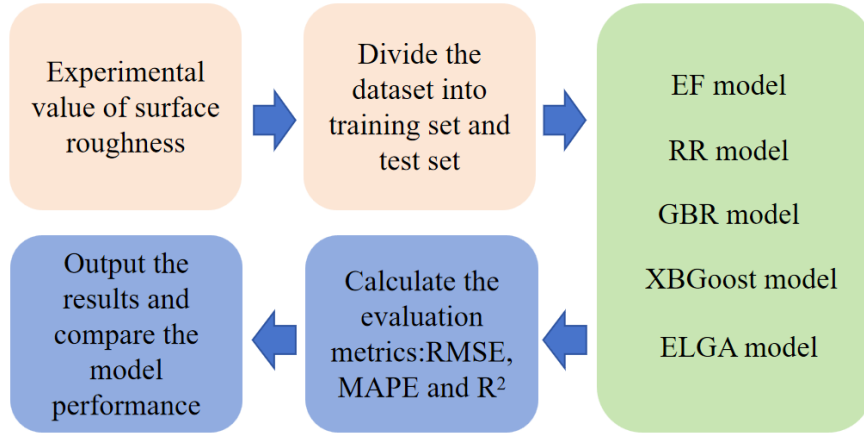 Experimental
value of surface
roughness
Divide the
dataset into
training set and
test set
EF model
RR model
GBR model
XBGoost model
ELGA model
Calculate the
evaluation
metrics:RMSE,
MAPE and R²
Output the
results and
compare the
model
performance